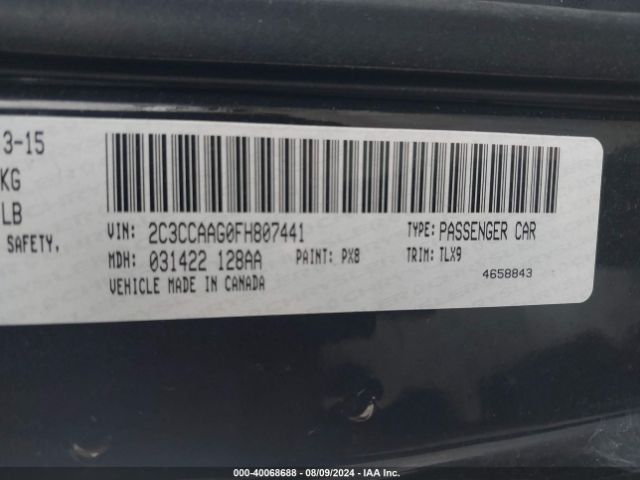 3-15
KG
LB
SAFETY,
VIN: 2C3CCAAG0FH807441 TYPE: PASSENGER CAR
MDH: 031422 128AA PAINT: PX8 TRIM: TLX9
VEHICLE MADE IN CANADA 4658843
000-40068688 - 08/09/2024 - IAA Inc.